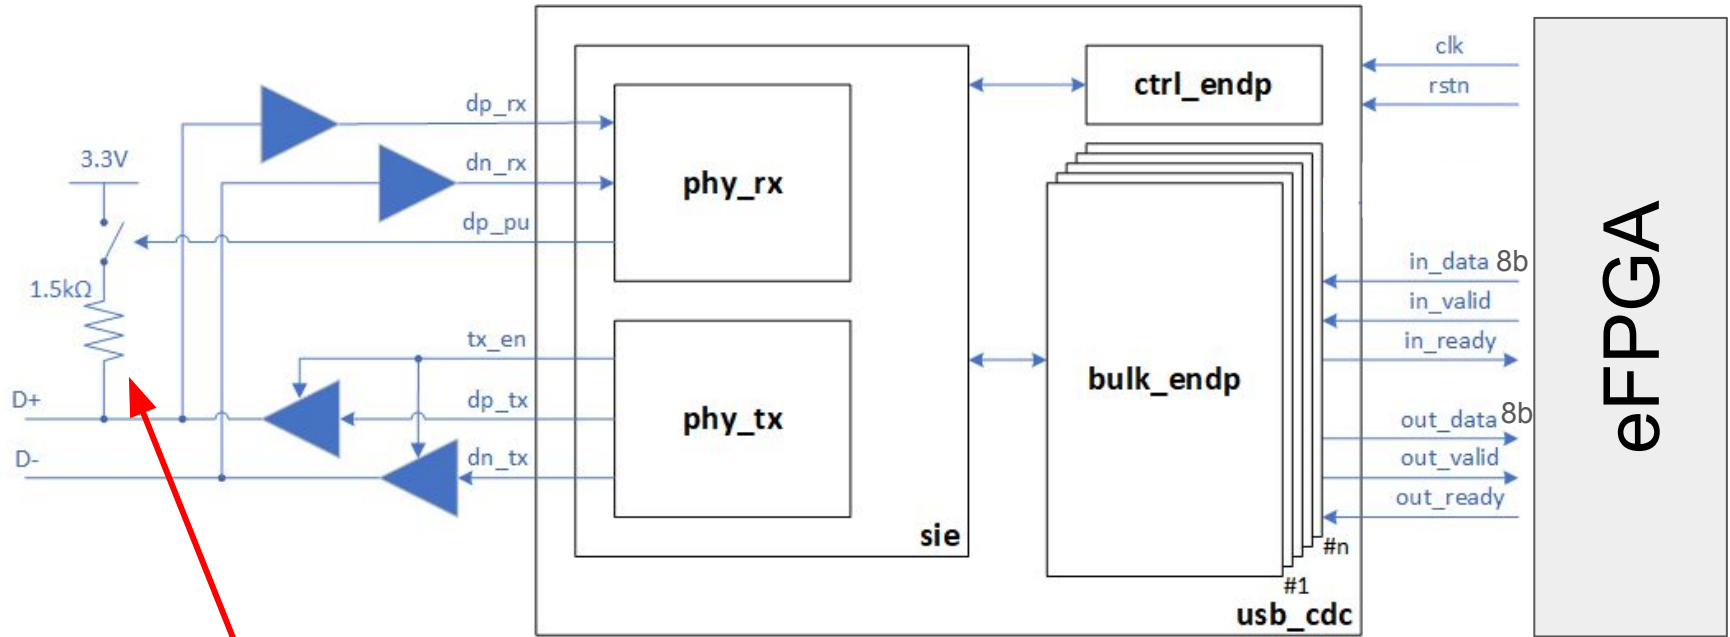 3.3V
1.5kΩ
D+
D-
dp_rx
dn_rx
dp_pu
tx_en
dp_tx
dn_tx
phy_rx
phy_tx
sie
ctrl_endp
bulk_endp
#n
#1
usb_cdc
clk
rstn
in_data 8b
in_valid
in_ready
out_data 8b
out_valid
out_ready
eFPGA